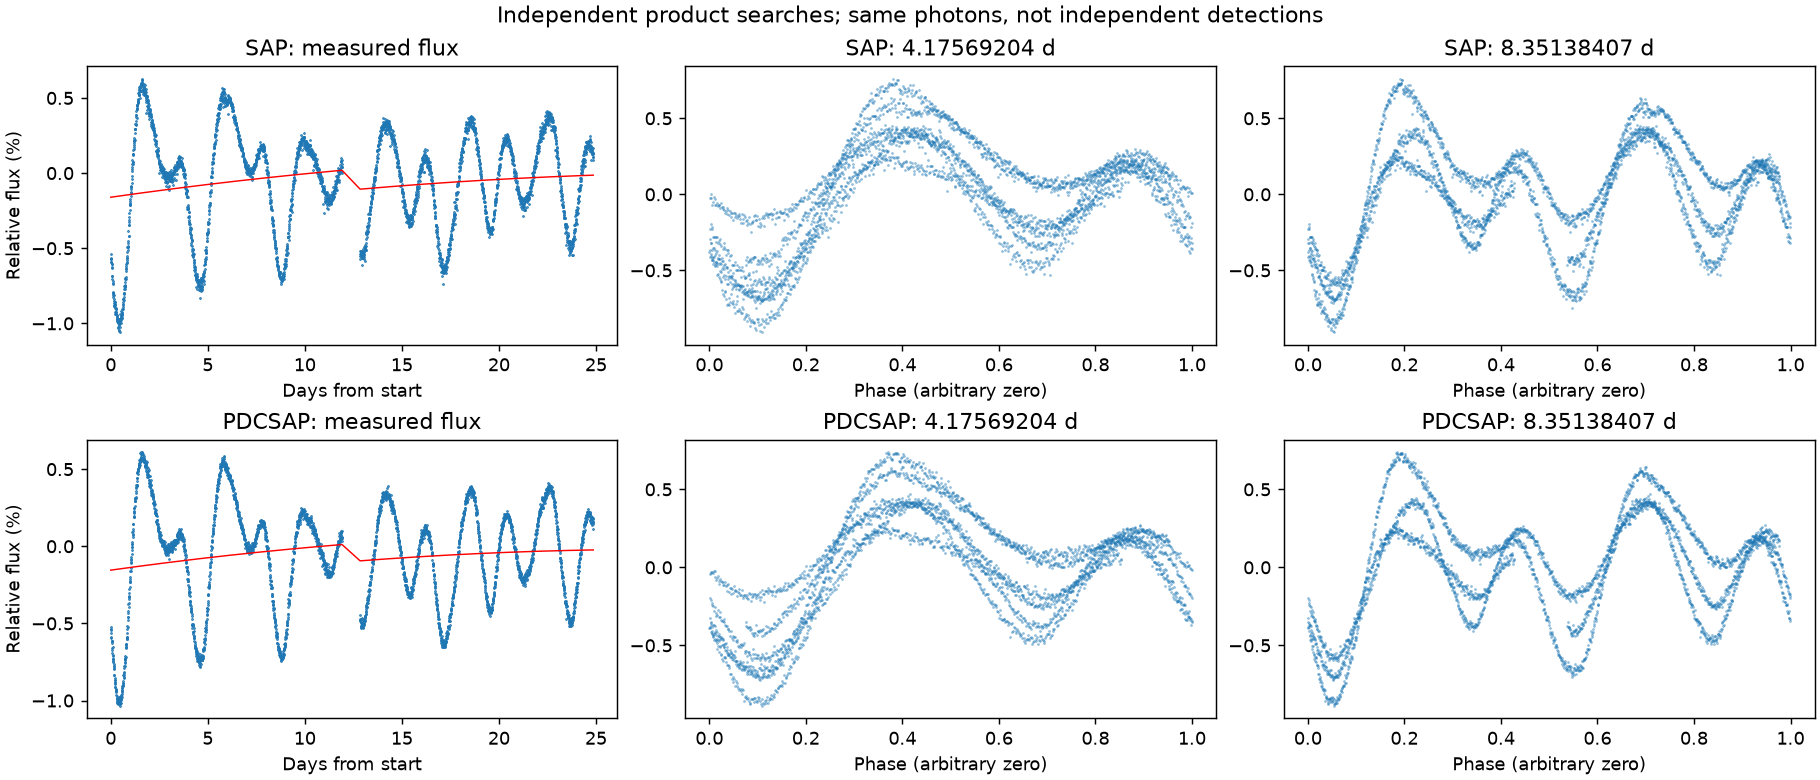 Independent product searches; same photons, not independent detections
SAP: measured flux
SAP: 4.17569204 d
SAP: 8.35138407 d
Relative flux (%)
0.5
0.0
−0.5
−1.0
0.5
0.0
−0.5
0.5
0.0
−0.5
0 5 10 15 20 25
0.0 0.2 0.4 0.6 0.8 1.0
0.0 0.2 0.4 0.6 0.8 1.0
Days from start
Phase (arbitrary zero)
Phase (arbitrary zero)
PDCSAP: measured flux
PDCSAP: 4.17569204 d
PDCSAP: 8.35138407 d
Relative flux (%)
0.5
0.0
−0.5
−1.0
0.5
0.0
−0.5
0.5
0.0
−0.5
0 5 10 15 20 25
0.0 0.2 0.4 0.6 0.8 1.0
0.0 0.2 0.4 0.6 0.8 1.0
Days from start
Phase (arbitrary zero)
Phase (arbitrary zero)